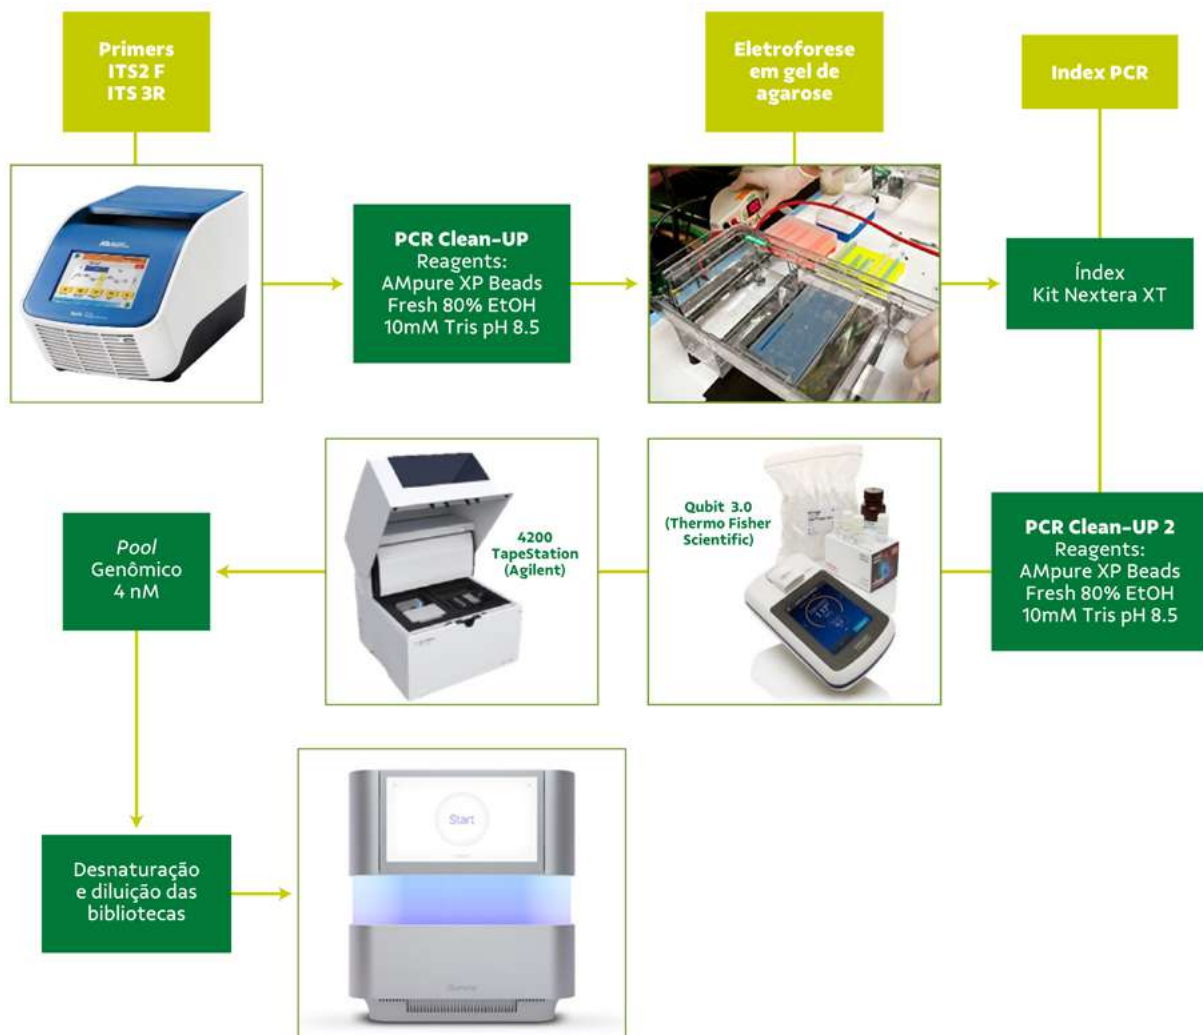 Primers
ITS2 F
ITS 3R
Eletroforese
em gel de
agarose
Index PCR
PCR Clean-UP
Reagents:
AMpure XP Beads
Fresh 80% EtOH
10mM Tris pH 8.5
Índex
Kit Nextera XT
Pool
Genômico
4 nM
4200
TapeStation
(Agilent)
Qubit 3.0
(Thermo Fisher
Scientific)
PCR Clean-UP 2
Reagents:
AMpure XP Beads
Fresh 80% EtOH
10mM Tris pH 8.5
Desnaturação
e diluição das
bibliotecas
Start